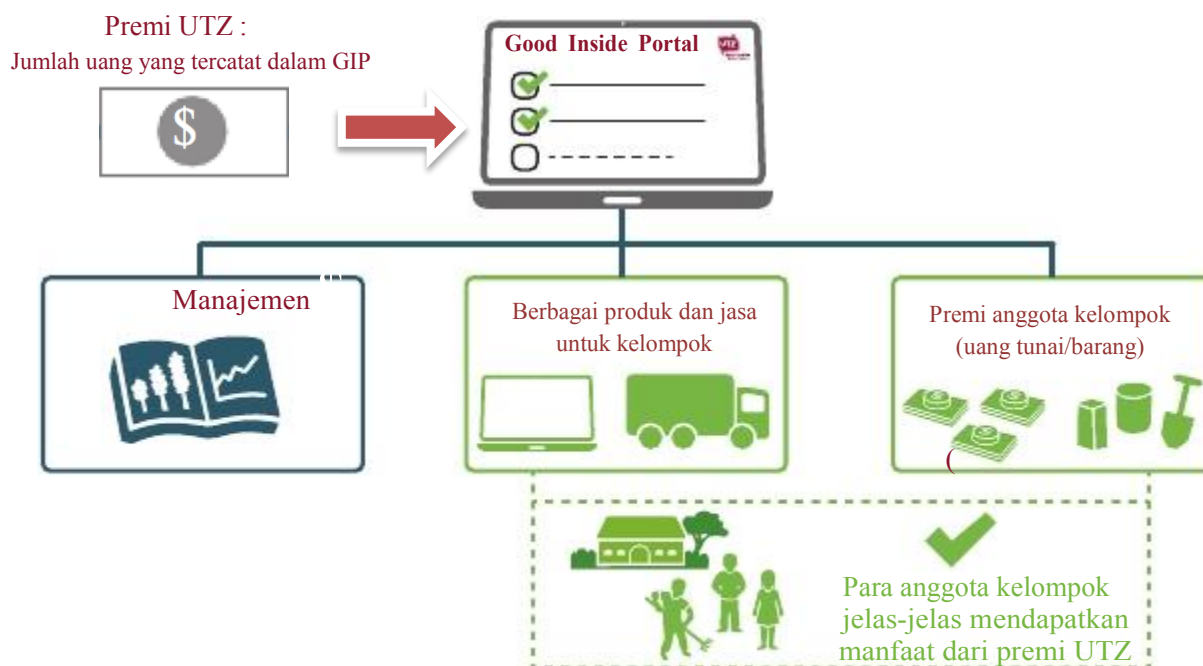 Premi UTZ :
Jumlah uang yang tercatat dalam GIP
$
Good Inside Portal
UTZ
Manajemen
Berbagai produk dan jasa
untuk kelompok
Premi anggota kelompok
(uang tunai/barang)
(
Para anggota kelompok
jelas-jelas mendapatkan
manfaat dari premi UTZ